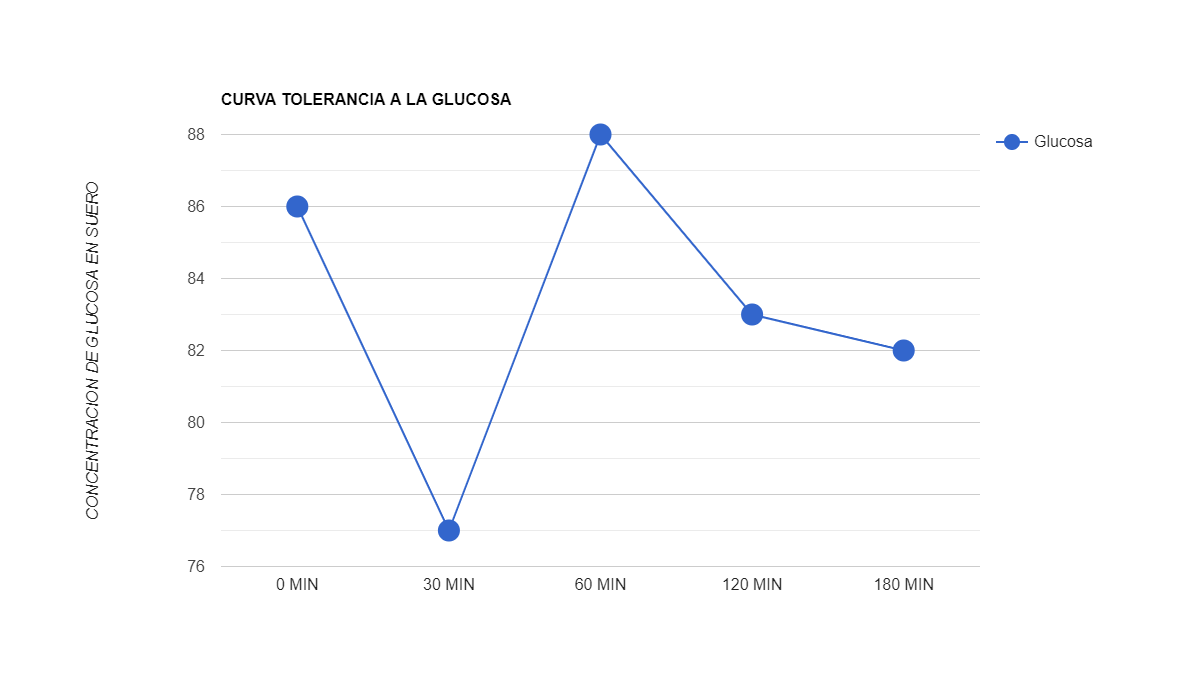 CURVA TOLERANCIA A LA GLUCOSA
Glucosa
CONCENTRACION DE GLUCOSA EN SUERO
88
86
84
82
80
78
76
0 MIN
30 MIN
60 MIN
120 MIN
180 MIN